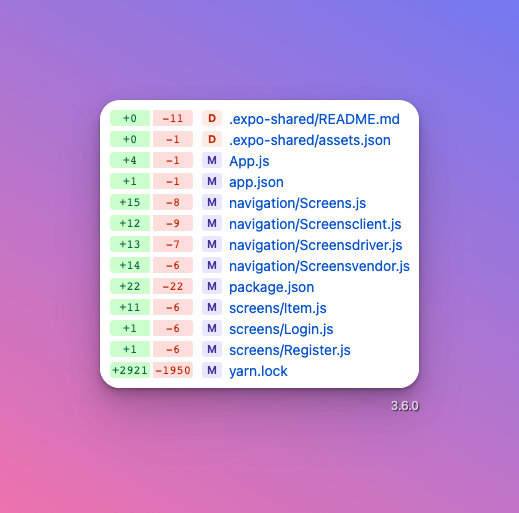 +0 −11 D .expo-shared/README.md
+0 −1 D .expo-shared/assets.json
+4 −1 M App.js
+1 −1 M app.json
+15 −8 M navigation/Screens.js
+12 −9 M navigation/Screensclient.js
+13 −7 M navigation/Screensdriver.js
+14 −6 M navigation/Screensvendor.js
+22 −22 M package.json
+11 −6 M screens/Item.js
+1 −6 M screens/Login.js
+1 −6 M screens/Register.js
+2921 −1950 M yarn.lock
3.6.0